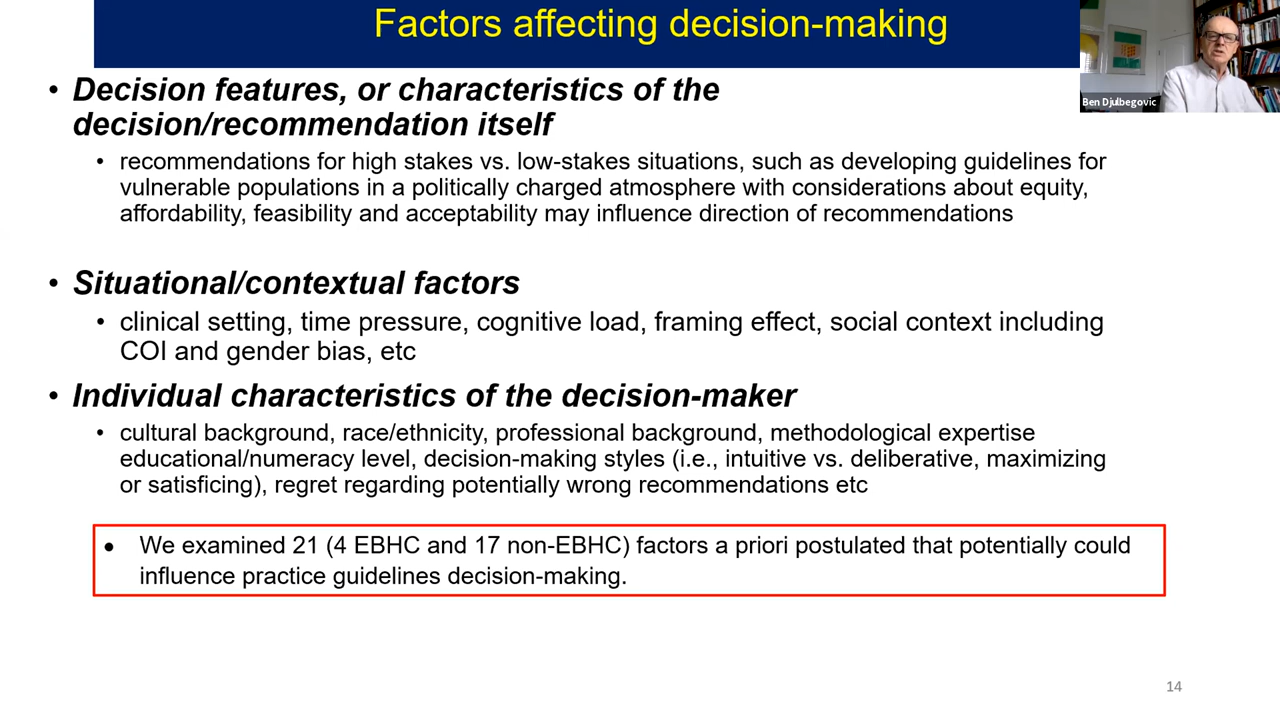 Factors affecting decision-making
Ben Djulbegovic
• Decision features, or characteristics of the
decision/recommendation itself
• recommendations for high stakes vs. low-stakes situations, such as developing guidelines for
vulnerable populations in a politically charged atmosphere with considerations about equity,
affordability, feasibility and acceptability may influence direction of recommendations
• Situational/contextual factors
• clinical setting, time pressure, cognitive load, framing effect, social context including
COI and gender bias, etc
• Individual characteristics of the decision-maker
• cultural background, race/ethnicity, professional background, methodological expertise
educational/numeracy level, decision-making styles (i.e., intuitive vs. deliberative, maximizing
or satisficing), regret regarding potentially wrong recommendations etc
• We examined 21 (4 EBHC and 17 non-EBHC) factors a priori postulated that potentially could
influence practice guidelines decision-making.
14